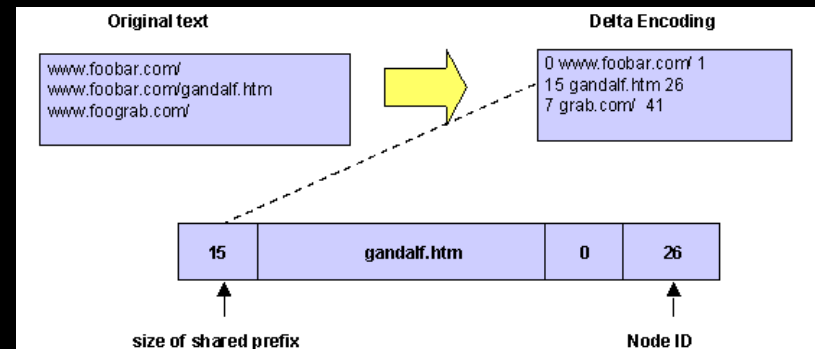 Original text
Delta Encoding
www.foobar.com/
www.foobar.com/gandalf.htm
www.foograb.com/
0 www.foobar.com/ 1
15 gandalf.htm 26
7 grab.com/ 41
15 gandalf.htm 0 26
size of shared prefix
Node ID